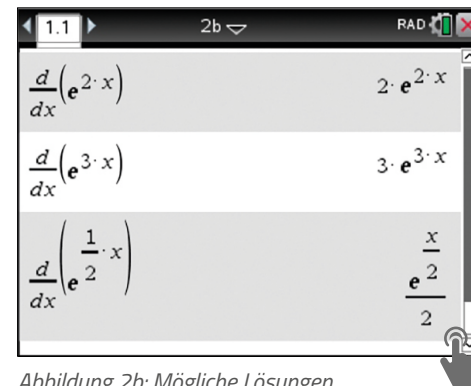 1.1 2b RAD
d/dx(e^(2·x)) 2·e^(2·x)
d/dx(e^(3·x)) 3·e^(3·x)
d/dx(e^(1/2·x)) e^(x/2)/2
Abbildung 2b: Mögliche Lösungen